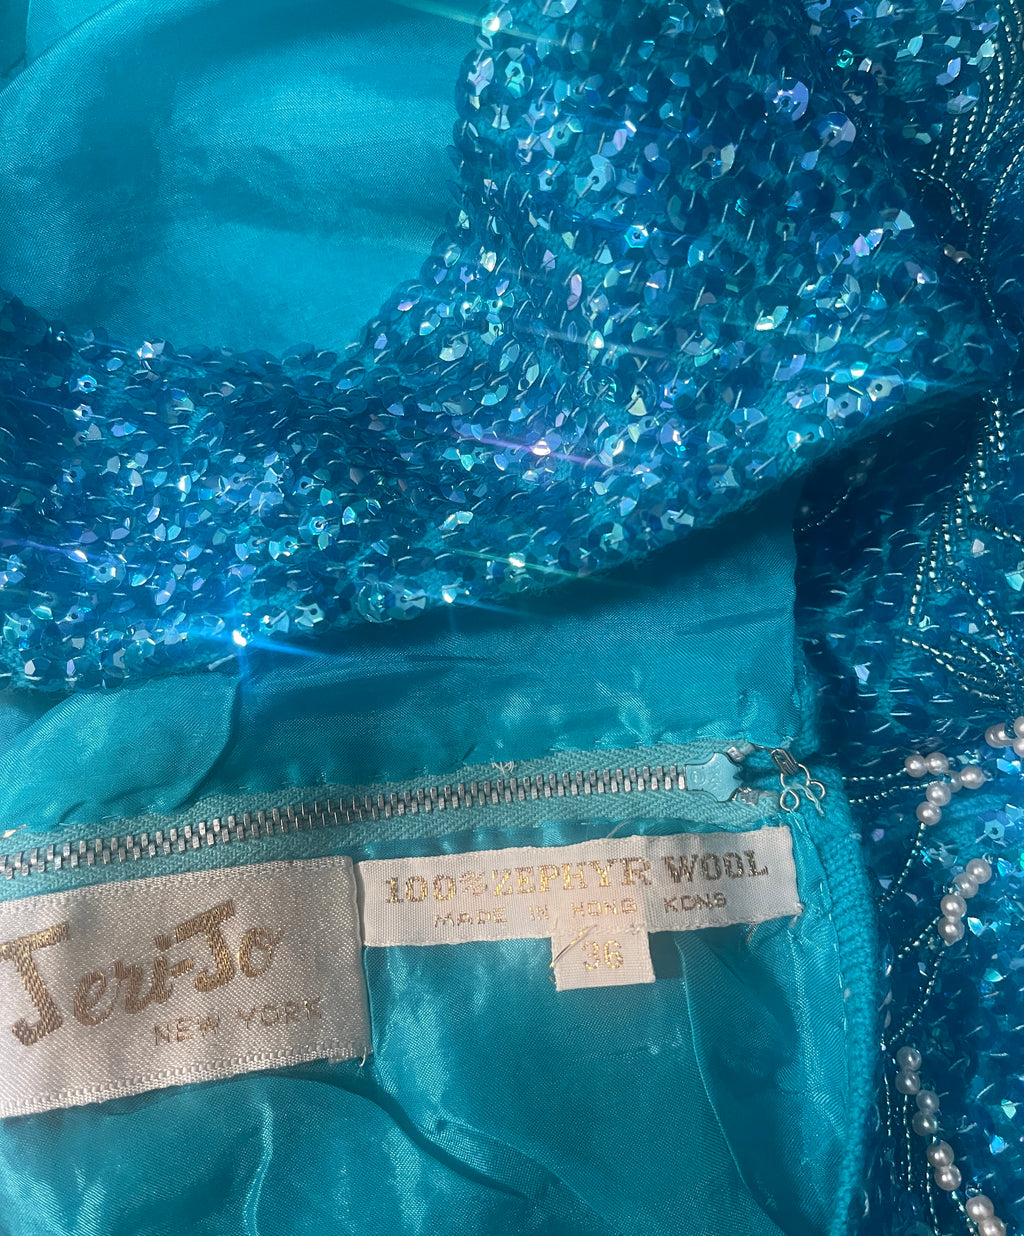 Jeri-Jo
NEW YORK
100% ZEPHYR WOOL
MADE IN HONG KONG
36